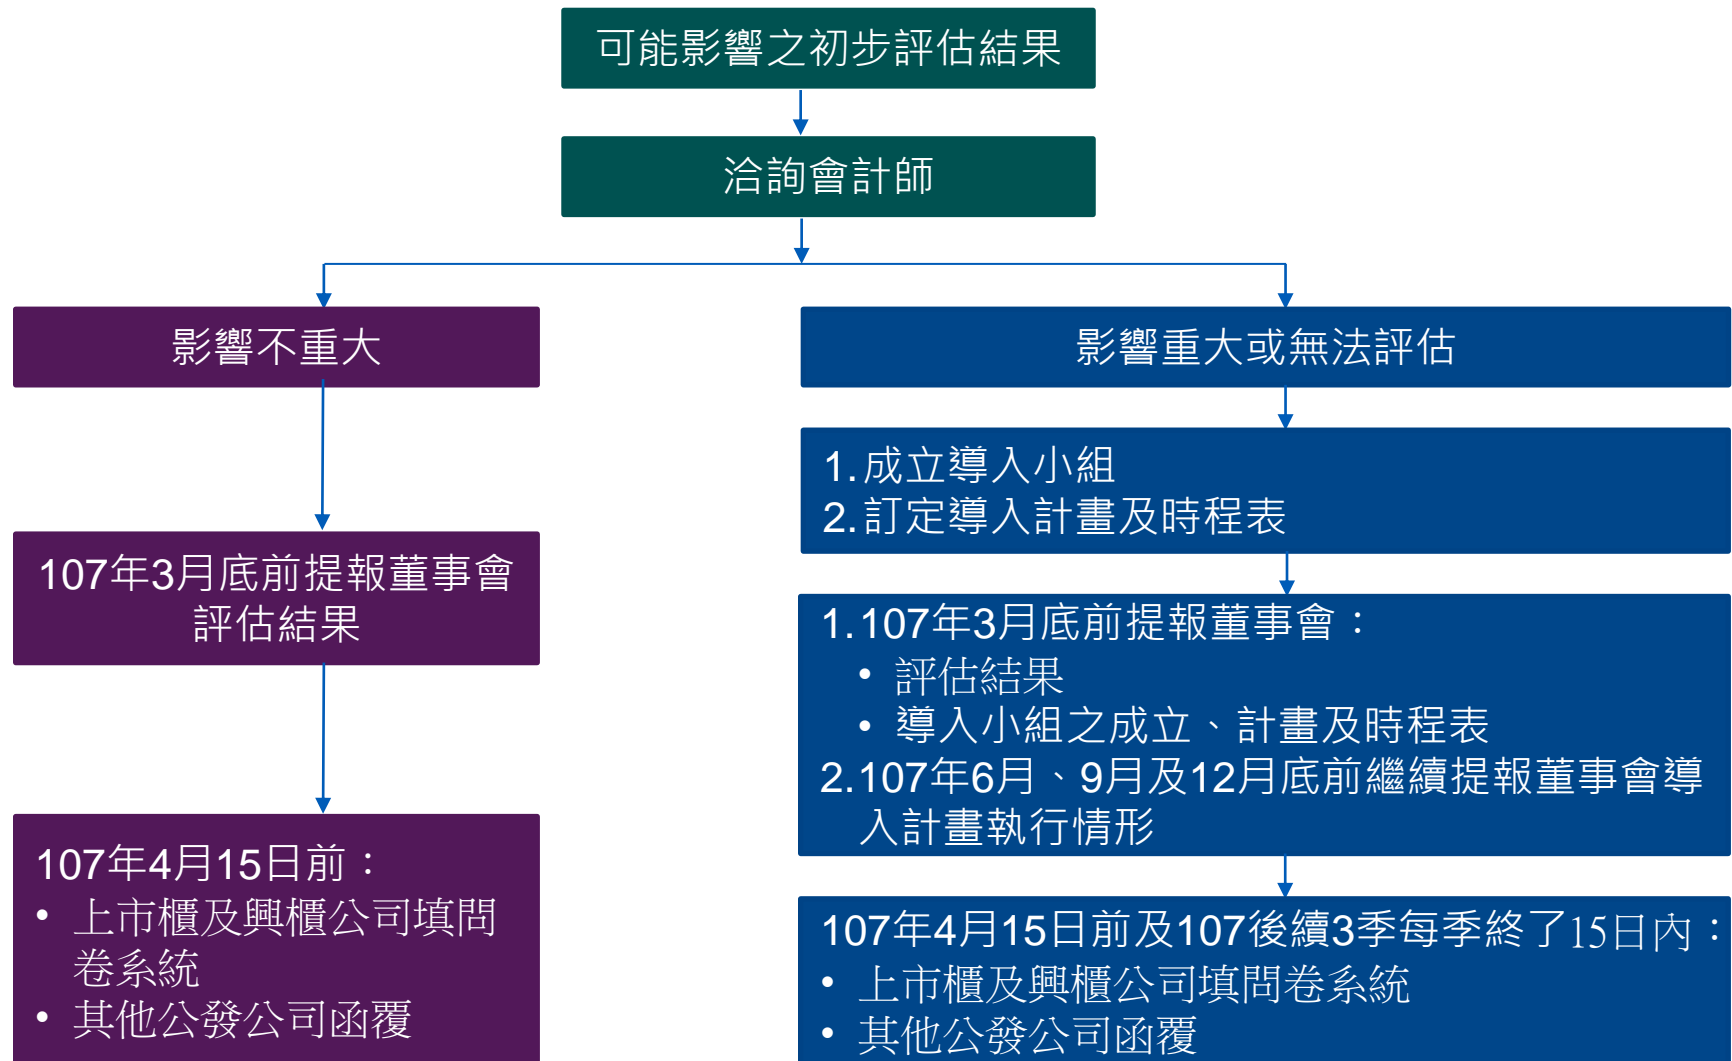 可能影響之初步評估結果
洽詢會計師
影響不重大
107年3月底前提報董事會
評估結果
107年4月15日前：
• 上市櫃及興櫃公司填問
卷系統
• 其他公發公司函覆
影響重大或無法評估
1.成立導入小組
2.訂定導入計畫及時程表
1.107年3月底前提報董事會：
• 評估結果
• 導入小組之成立、計畫及時程表
2.107年6月、9月及12月底前繼續提報董事會導
入計畫執行情形
107年4月15日前及107後續3季每季終了15日內：
• 上市櫃及興櫃公司填問卷系統
• 其他公發公司函覆